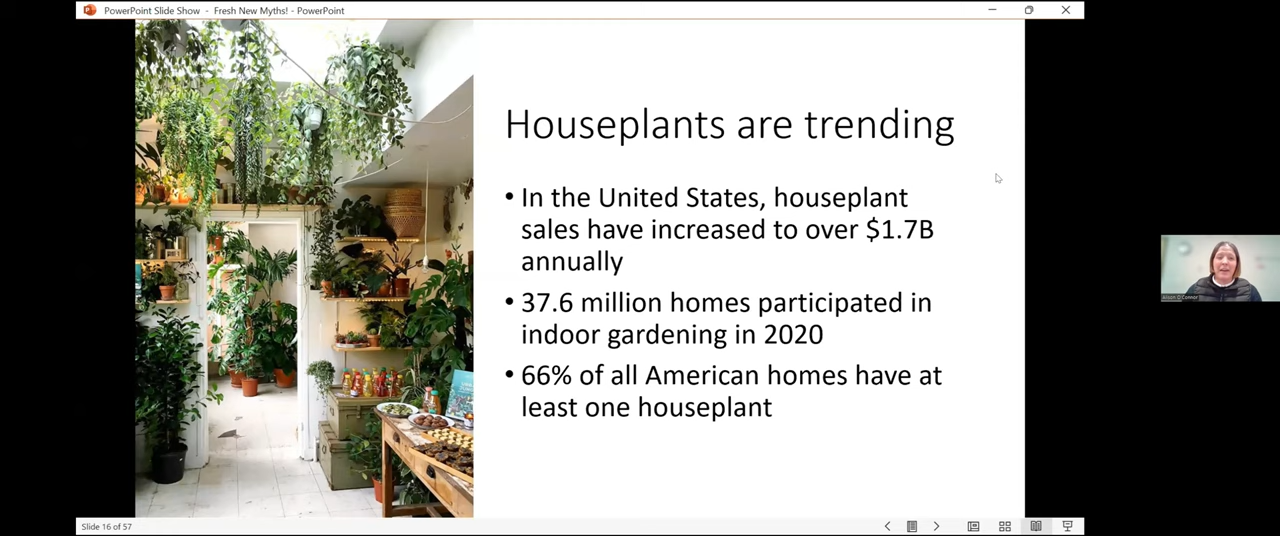 PowerPoint Slide Show - Fresh New Myths! - PowerPoint
Houseplants are trending
• In the United States, houseplant
sales have increased to over $1.7B
annually
• 37.6 million homes participated in
indoor gardening in 2020
• 66% of all American homes have at
least one houseplant
Alison O'Connor
Slide 16 of 57